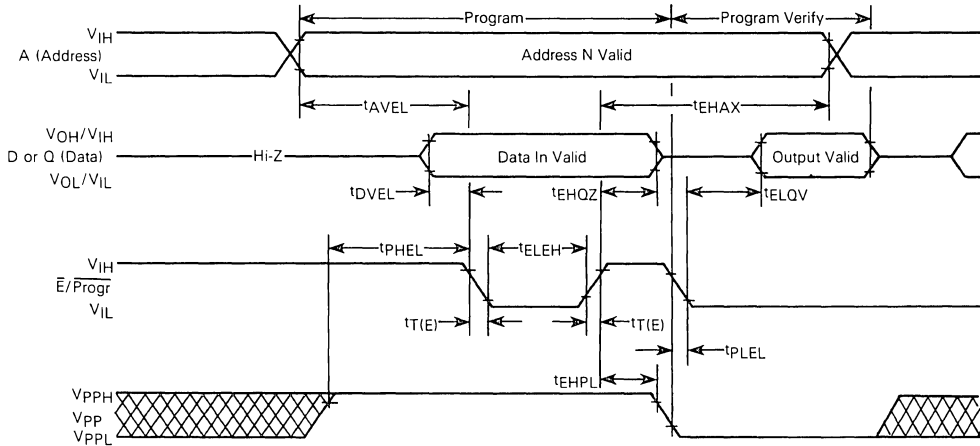 Program
Program Verify
VIH
A (Address)
VIL
Address N Valid
tAVEL
tEHAX
VOH/VIH
D or Q (Data)
VOL/VIL
Hi-Z
Data In Valid
Output Valid
tDVEL
tEHQZ
tELQV
tPHEL
tELEH
VIH
E̅/P̅r̅o̅g̅r̅
VIL
tT(E)
tT(E)
tPLEL
tEHPL
VPPH
VPP
VPPL